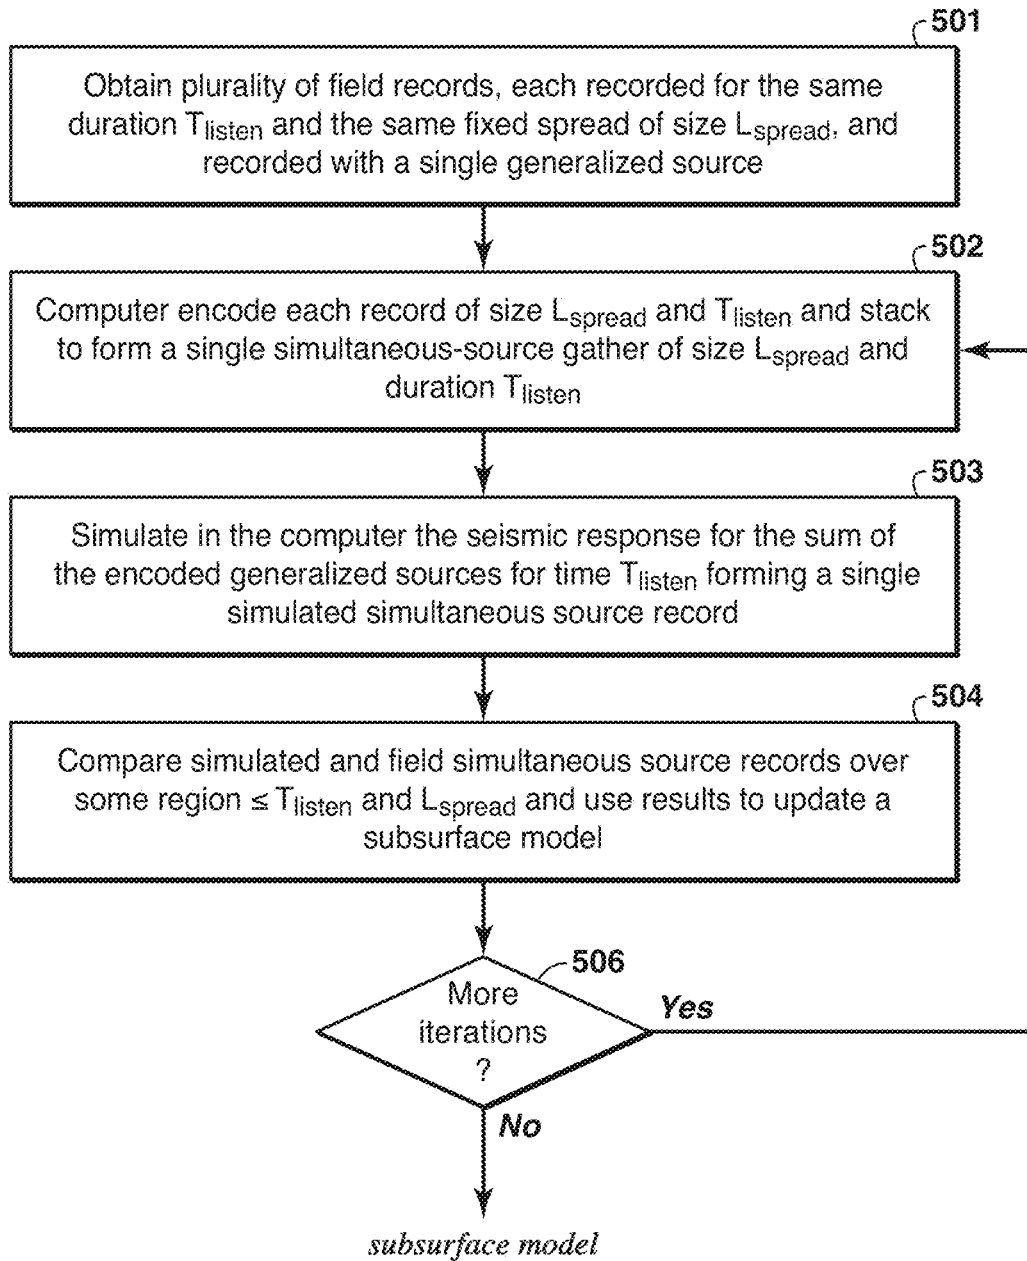 501
Obtain plurality of field records, each recorded for the same
duration Tlisten and the same fixed spread of size Lspread, and
recorded with a single generalized source
502
Computer encode each record of size Lspread and Tlisten and stack
to form a single simultaneous-source gather of size Lspread and
duration Tlisten
503
Simulate in the computer the seismic response for the sum of
the encoded generalized sources for time Tlisten forming a single
simulated simultaneous source record
504
Compare simulated and field simultaneous source records over
some region ≤ Tlisten and Lspread and use results to update a
subsurface model
506
More
iterations
?
Yes
No
subsurface model